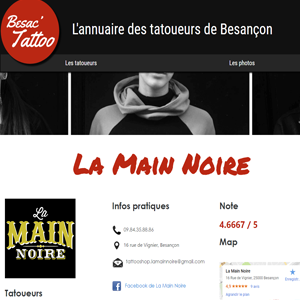 Besac'
Tattoo
L'annuaire des tatoueurs de Besançon
Les tatoueurs
Les photos
La Main Noire
La
MAIN
NOIRE
Infos pratiques
09.84.35.88.86
16 rue de Vignier, Besançon
tattooshop.lamainnoire@gmail.com
Facebook de La Main Noire
Note
4.6667 / 5
Map
La Main Noire
16 Rue de Vignier, 25000 Besançon
Tatoueurs